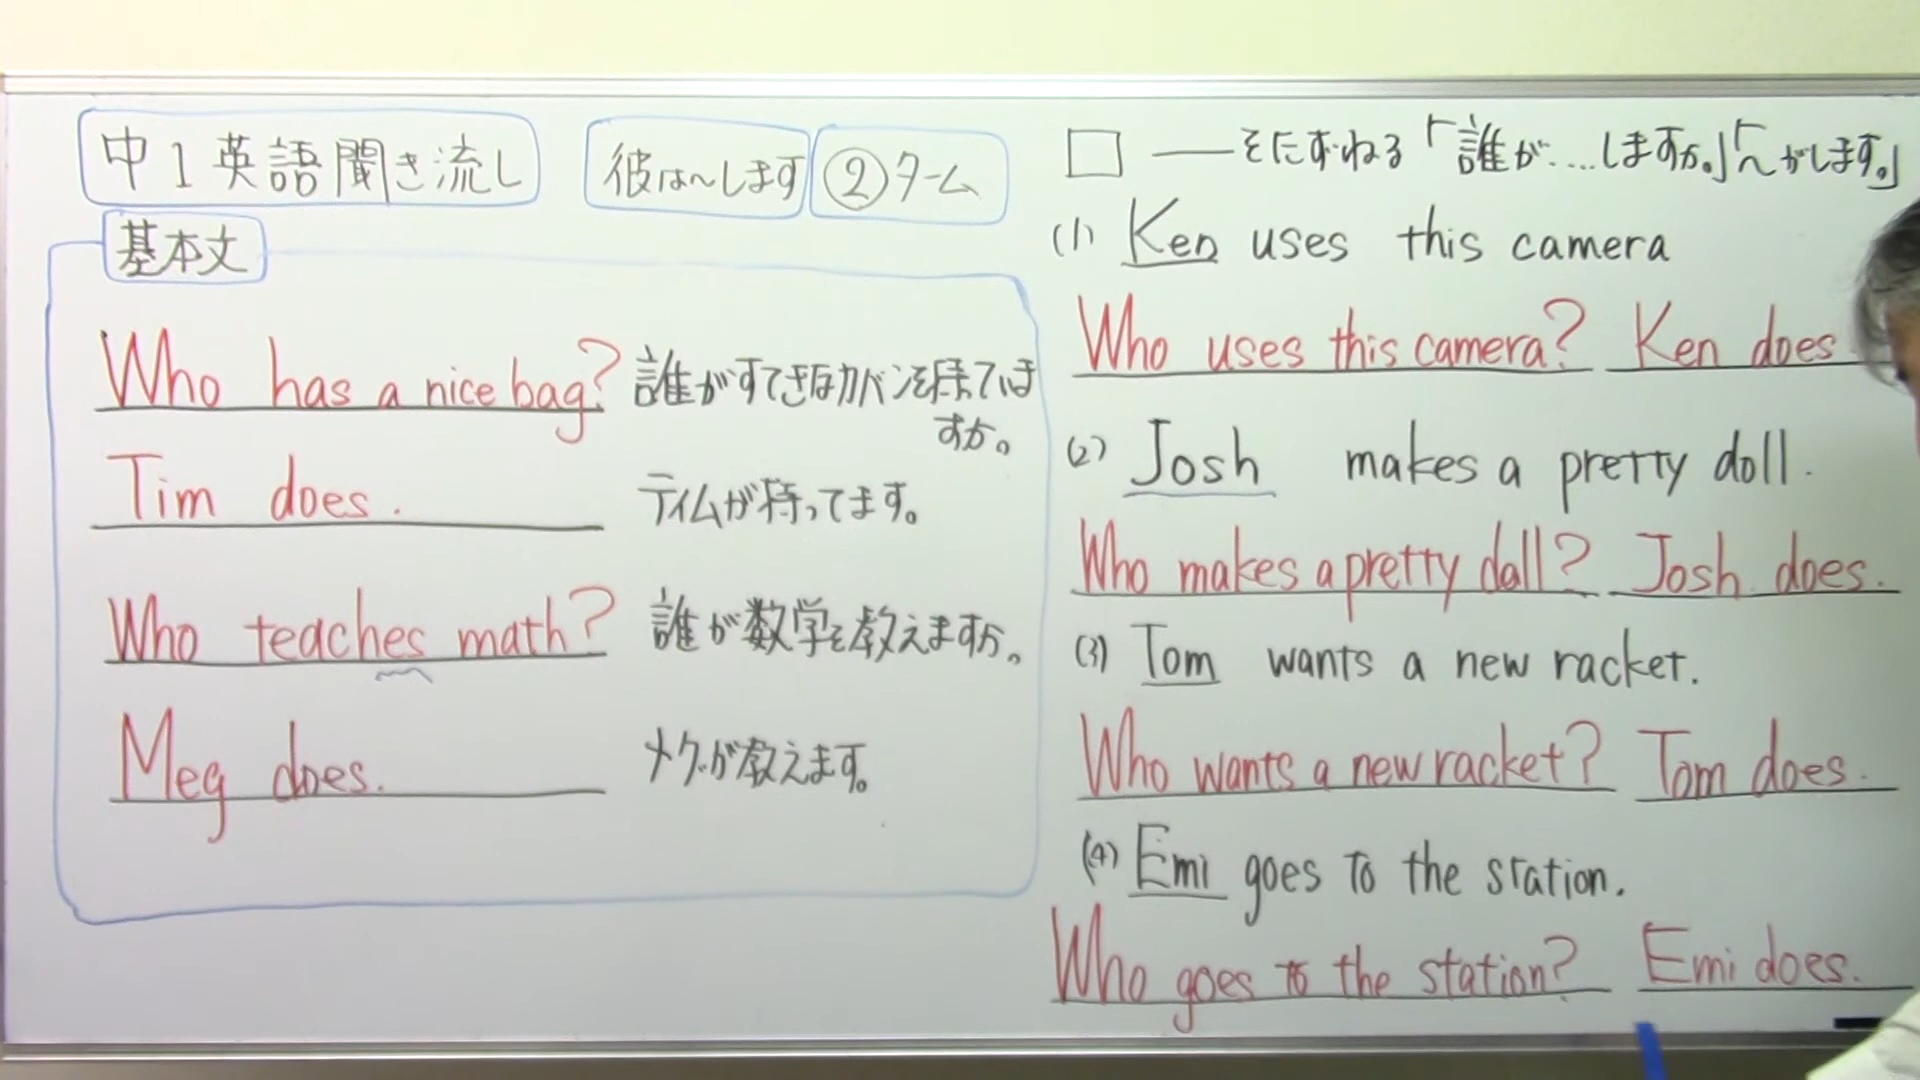 中1英語聞き流し
彼は～します
②ターム
基本文
Who has a nice bag? 誰がすてきなカバンを持ていま
すか。
Tim does. ティムが持ってます。
Who teaches math? 誰が数学を教えますか。
Meg does. メグが教えます。
□ ── そにずねる「誰が…しますか。」「〜がします。」
(1) Ken uses this camera
Who uses this camera? Ken does
(2) Josh makes a pretty doll.
Who makes a pretty doll? Josh does.
(3) Tom wants a new racket.
Who wants a new racket? Tom does.
(4) Emi goes to the station.
Who goes to the station? Emi does.